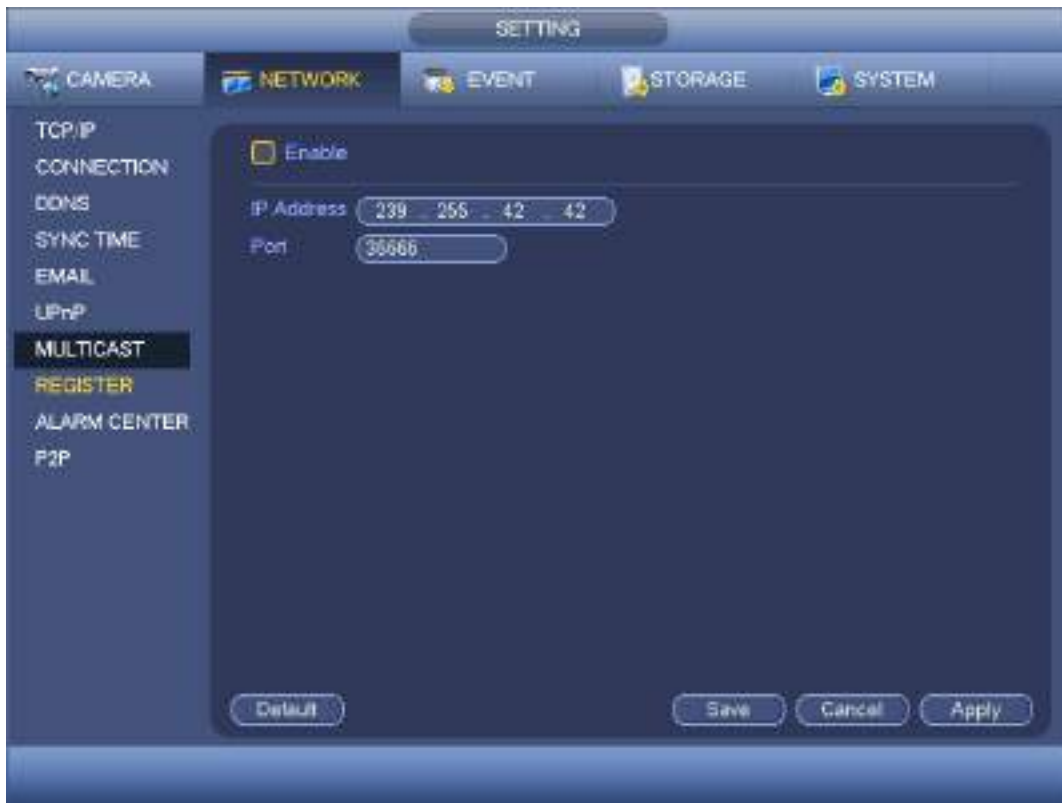 SETTING
CAMERA NETWORK EVENT STORAGE SYSTEM
TCP/IP
CONNECTION
DDNS
SYNC TIME
EMAIL
UPnP
MULTICAST
REGISTER
ALARM CENTER
P2P
Enable
IP Address 239 . 255 . 42 . 42
Port 36666
Default Save Cancel Apply